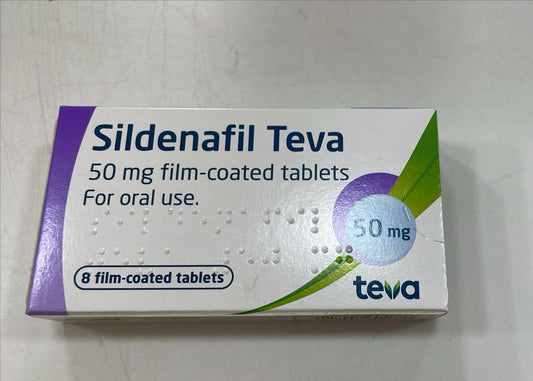 Sildenafil Teva
50 mg film-coated tablets
For oral use.
50 mg
8 film-coated tablets
teva